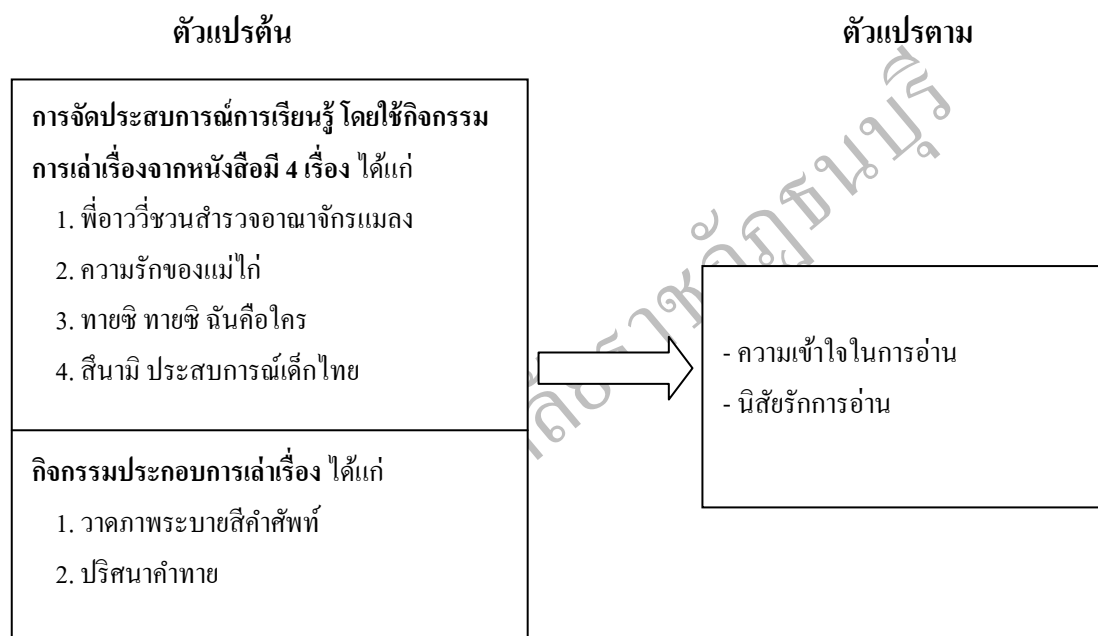 ตัวแปรต้น
ตัวแปรตาม
การจัดประสบการณ์การเรียนรู้ โดยใช้กิจกรรม
การเล่าเรื่องจากหนังสือมี 4 เรื่อง ได้แก่
1. พี่อาววี่ชวนสำรวจอาณาจักรแมลง
2. ความรักของแม่ไก่
3. ทายซิ ทายซิ ฉันคือใคร
4. สึนามิ ประสบการณ์เด็กไทย
กิจกรรมประกอบการเล่าเรื่อง ได้แก่
1. วาดภาพระบายสีคำศัพท์
2. ปริศนาคำทาย
- ความเข้าใจในการอ่าน
- นิสัยรักการอ่าน
ลัยราชภัฏธนบุรี